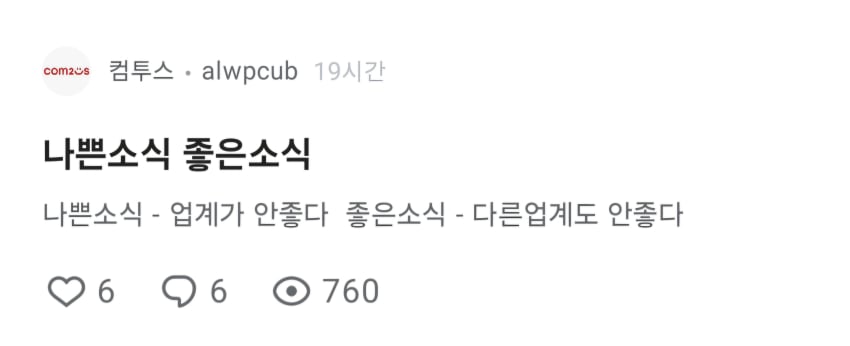 com2us 컴투스 • alwpcub 19시간
나쁜소식 좋은소식
나쁜소식 - 업계가 안좋다 좋은소식 - 다른업계도 안좋다
6 6 760